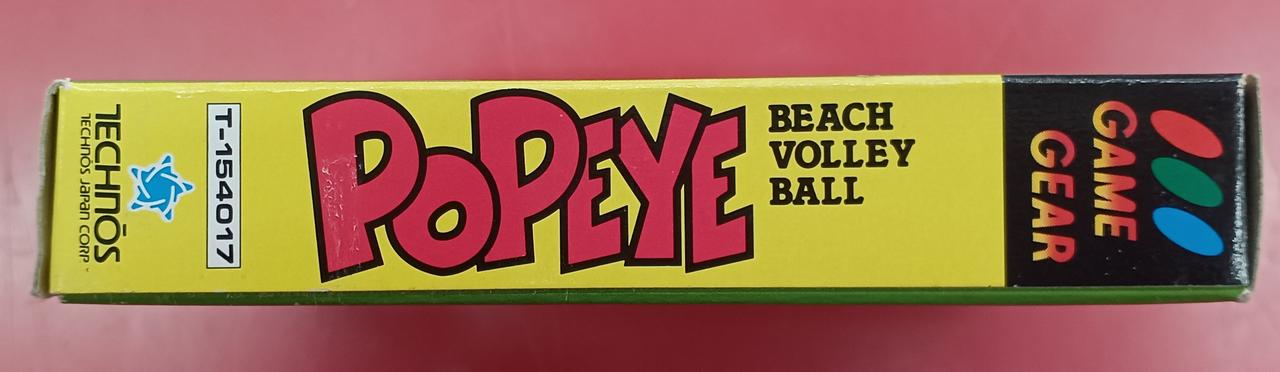 TECHNŌS
TECHNŌS JAPAN CORP.
T-154017
POPEYE
BEACH
VOLLEY
BALL
GAME
GEAR